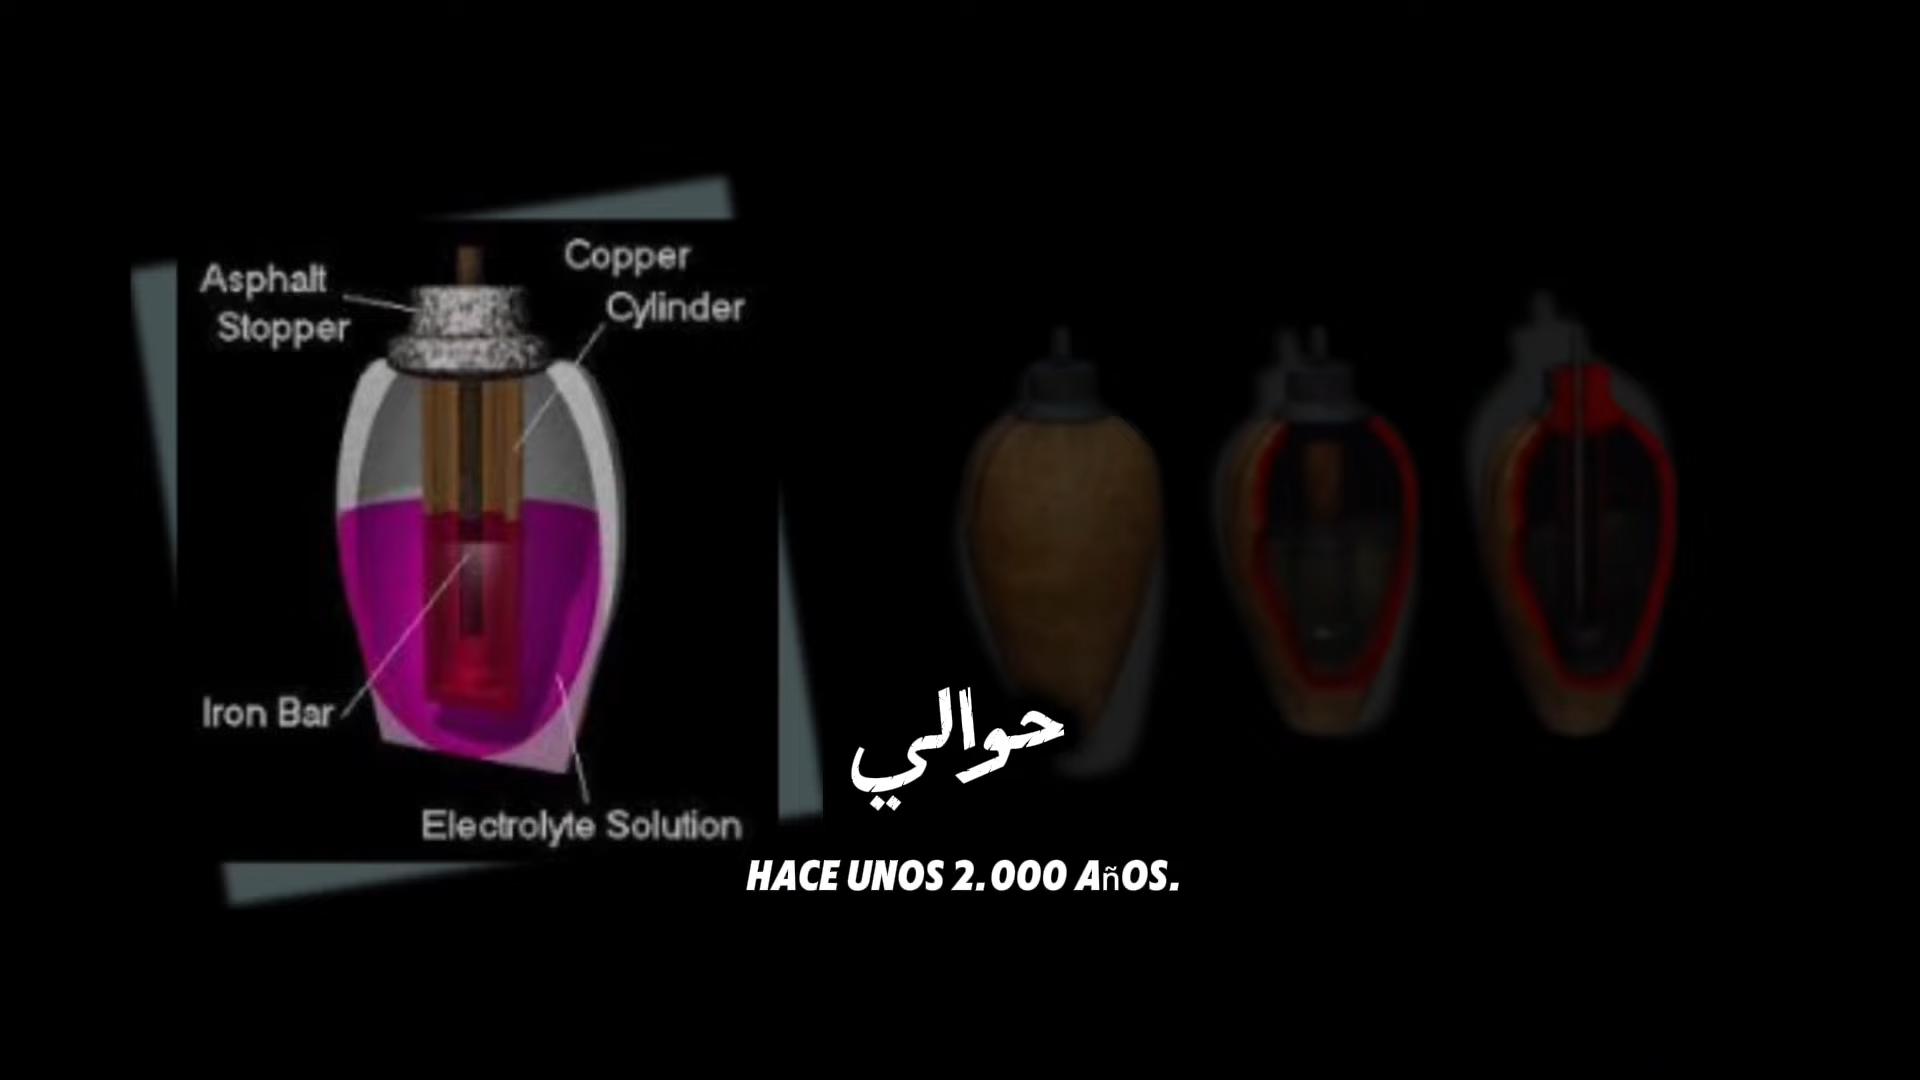 Asphalt
Stopper
Copper
Cylinder
Iron Bar
Electrolyte Solution
حوالي
HACE UNOS 2.000 AñOS.